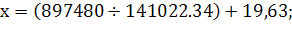 x = (897480 ÷ 141022.34) + 19,63;